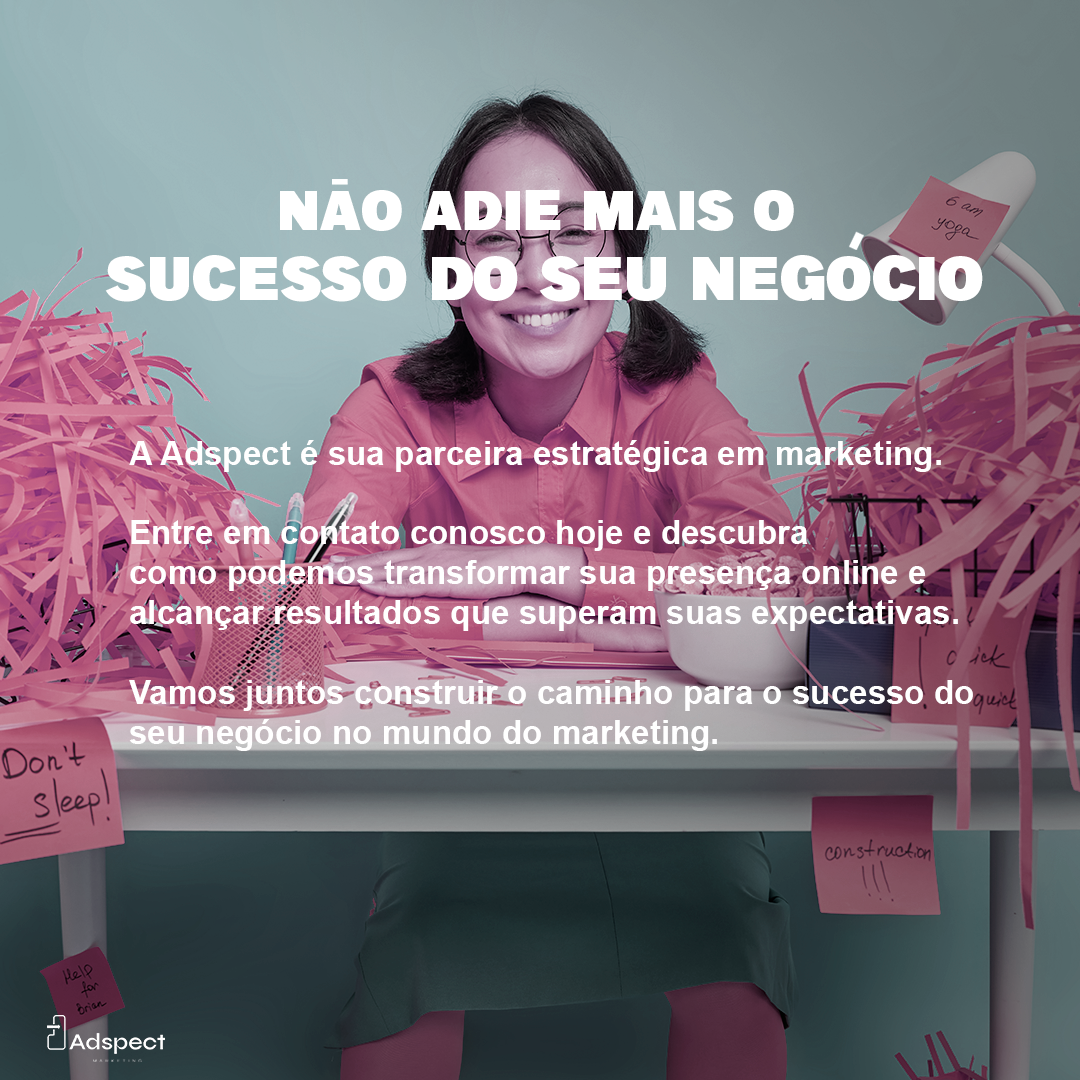 NÃO ADIE MAIS O
SUCESSO DO SEU NEGÓCIO
6 am
yoga
A Adspect é sua parceira estratégica em marketing.
Entre em contato conosco hoje e descubra
como podemos transformar sua presença online e
alcançar resultados que superam suas expectativas.
quick
Vamos juntos construir o caminho para o sucesso do
seu negócio no mundo do marketing.
Don't
sleep!
construction
!!!
Help
for
Brian
Adspect
MARKETING